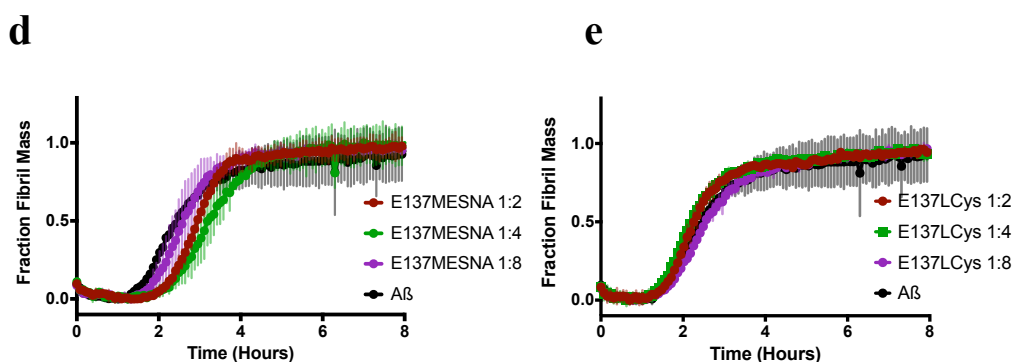 d
e
Fraction Fibril Mass
1.0
0.5
0.0
0
2
4
6
8
Time (Hours)
E137MESNA 1:2
E137MESNA 1:4
E137MESNA 1:8
Aß
Fraction Fibril Mass
1.0
0.5
0.0
0
2
4
6
8
Time (Hours)
E137LCys 1:2
E137LCys 1:4
E137LCys 1:8
Aß